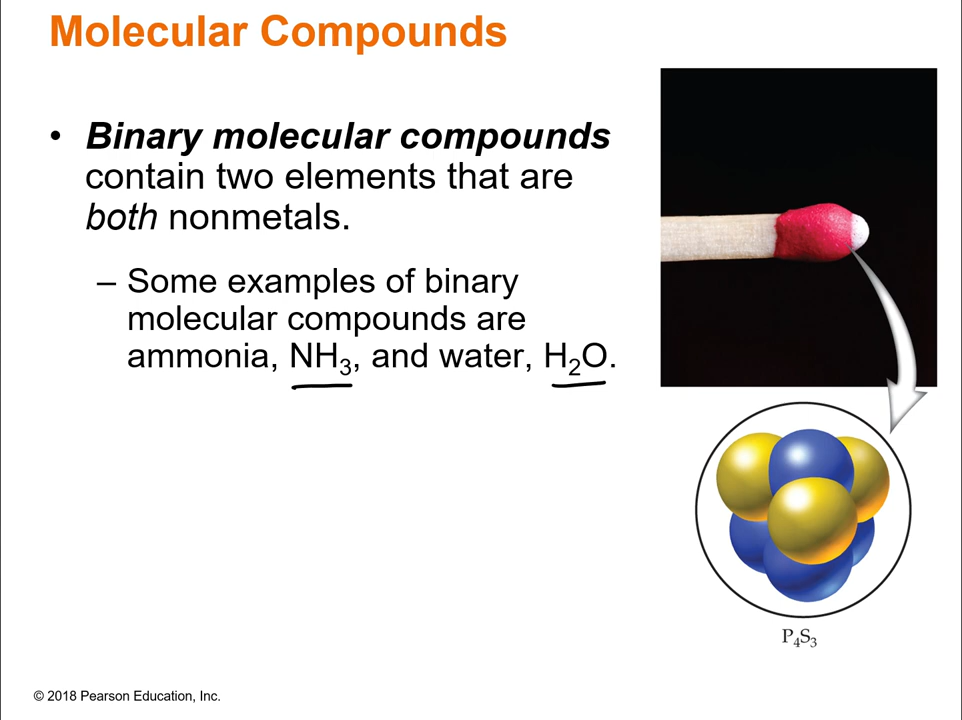 Molecular Compounds
• Binary molecular compounds
contain two elements that are
both nonmetals.
– Some examples of binary
molecular compounds are
ammonia, NH₃, and water, H₂O.
P₄S₃
© 2018 Pearson Education, Inc.